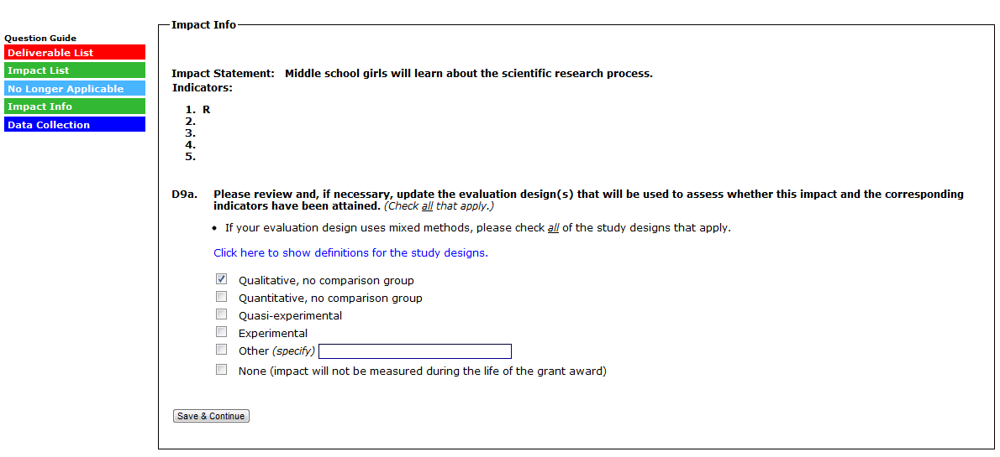 Question Guide
Deliverable List
Impact List
No Longer Applicable
Impact Info
Data Collection
Impact Info
Impact Statement: Middle school girls will learn about the scientific research process.
Indicators:
1. R
2.
3.
4.
5.
D9a. Please review and, if necessary, update the evaluation design(s) that will be used to assess whether this impact and the corresponding
indicators have been attained. (Check all that apply.)
• If your evaluation design uses mixed methods, please check all of the study designs that apply.
Click here to show definitions for the study designs.
Qualitative, no comparison group
Quantitative, no comparison group
Quasi-experimental
Experimental
Other (specify)
None (impact will not be measured during the life of the grant award)
Save & Continue